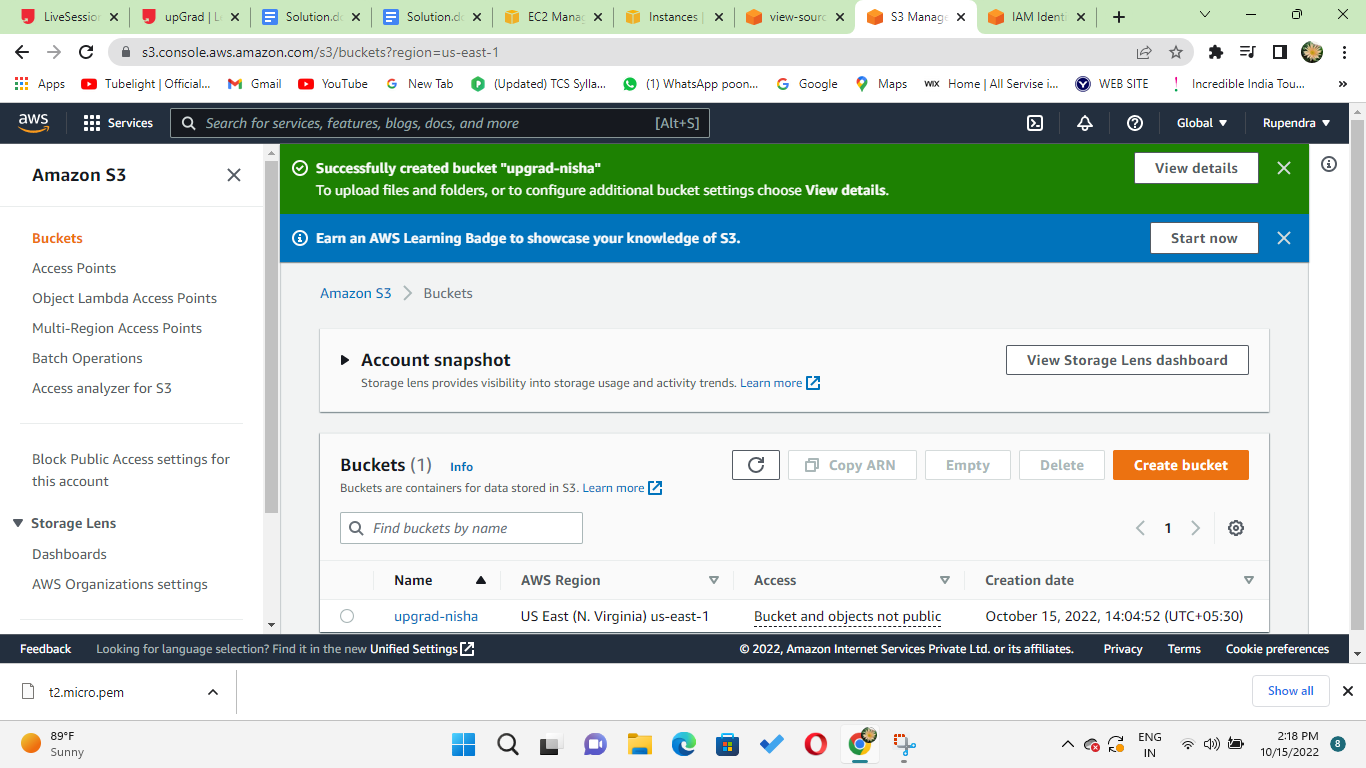 LiveSession
upGrad | L
Solution.do
Solution.do
EC2 Mana
Instances |
view-sourc
S3 Manage
IAM Identi
s3.console.aws.amazon.com/s3/buckets?region=us-east-1
Apps
Tubelight | Official...
Gmail
YouTube
New Tab
(Updated) TCS Sylla...
(1) WhatsApp poon...
Google
Maps
WIX
Home | All Servise i...
WEB SITE
Incredible India Tou...
»
aws
Services
Search for services, features, blogs, docs, and more
[Alt+S]
Global
Rupendra
Amazon S3
Buckets
Access Points
Object Lambda Access Points
Multi-Region Access Points
Batch Operations
Access analyzer for S3
Block Public Access settings for
this account
Storage Lens
Dashboards
AWS Organizations settings
Successfully created bucket "upgrad-nisha"
To upload files and folders, or to configure additional bucket settings choose View details.
View details
Earn an AWS Learning Badge to showcase your knowledge of S3.
Start now
Amazon S3
Buckets
Account snapshot
Storage lens provides visibility into storage usage and activity trends. Learn more
View Storage Lens dashboard
Buckets (1)
Info
Buckets are containers for data stored in S3. Learn more
Copy ARN
Empty
Delete
Create bucket
Find buckets by name
1
Name
AWS Region
Access
Creation date
upgrad-nisha
US East (N. Virginia) us-east-1
Bucket and objects not public
October 15, 2022, 14:04:52 (UTC+05:30)
Feedback
Looking for language selection? Find it in the new Unified Settings
© 2022, Amazon Internet Services Private Ltd. or its affiliates.
Privacy
Terms
Cookie preferences
t2.micro.pem
Show all
89°F
Sunny
ENG
IN
2:18 PM
10/15/2022
8